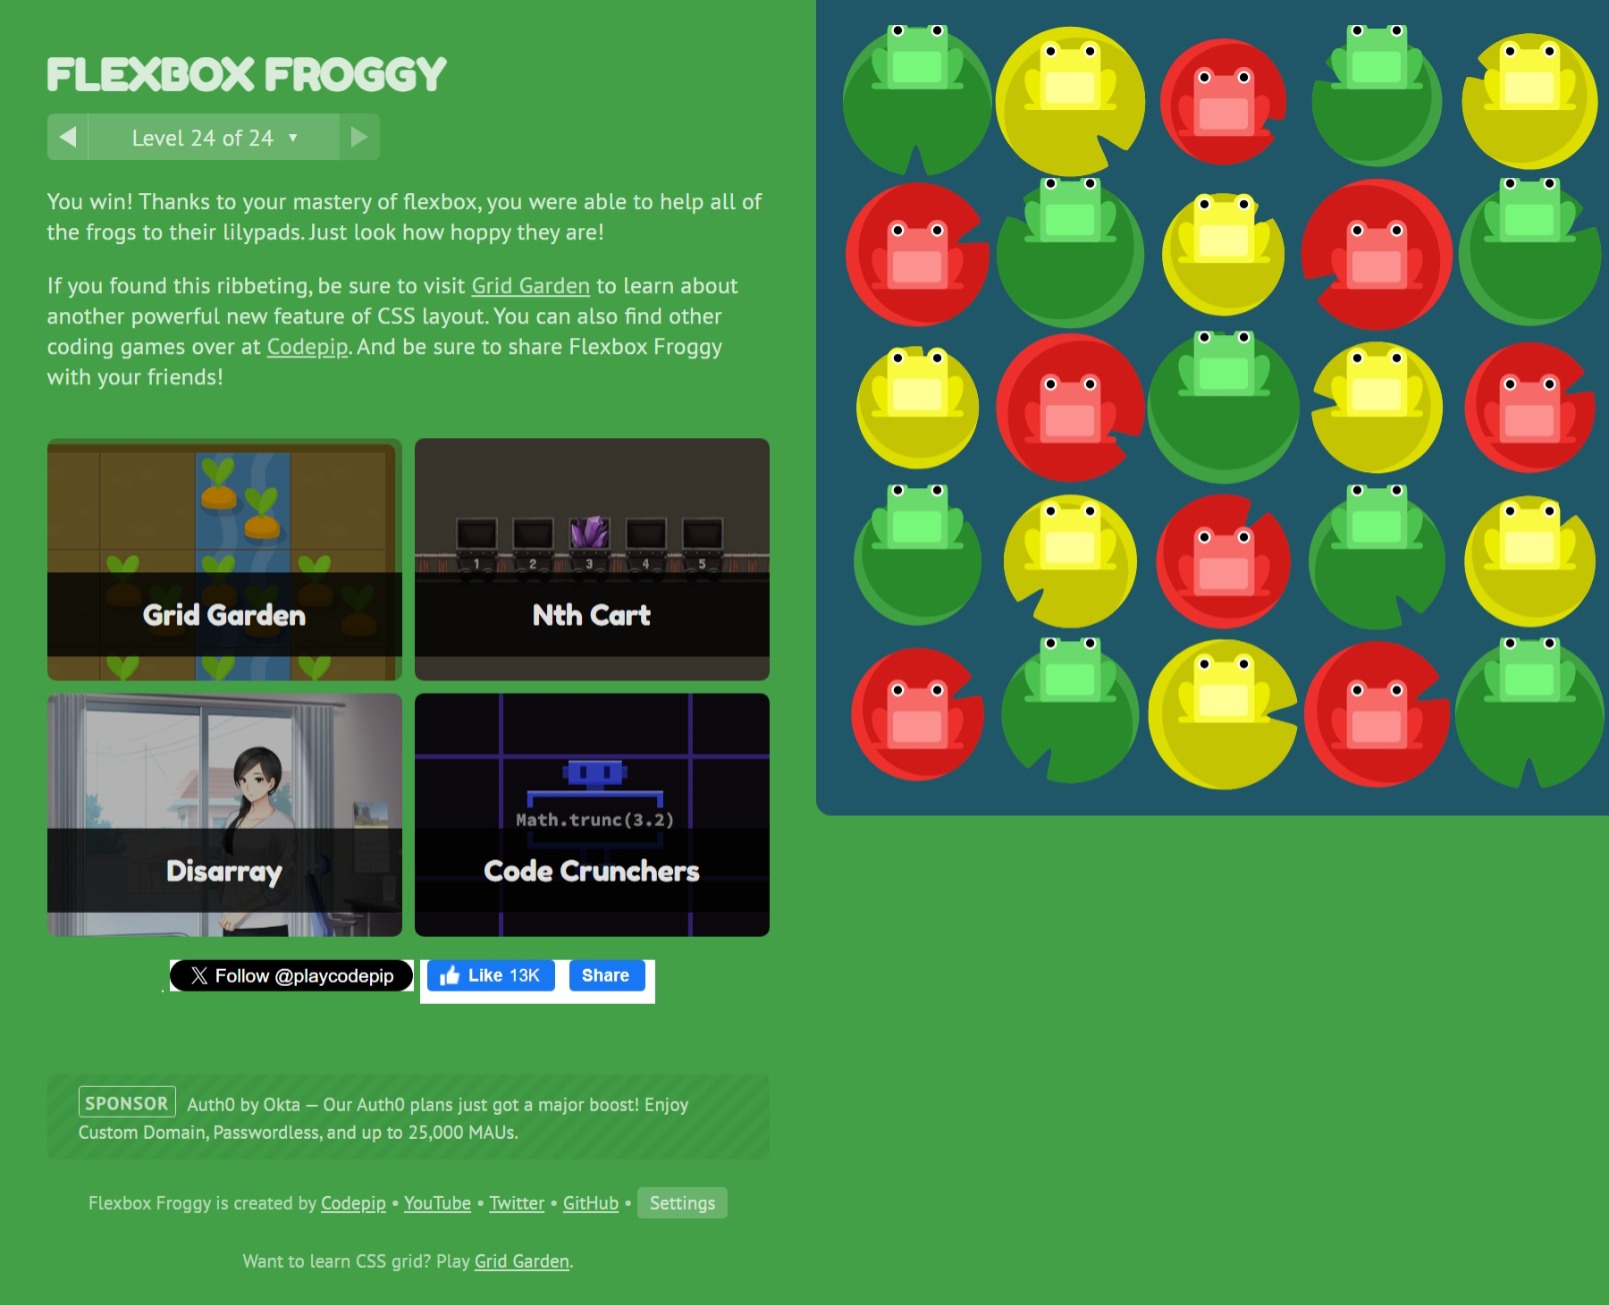 FLEXBOX FROGGY
Level 24 of 24 ▼
You win! Thanks to your mastery of flexbox, you were able to help all of
the frogs to their lilypads. Just look how hoppy they are!
If you found this ribbeting, be sure to visit Grid Garden to learn about
another powerful new feature of CSS layout. You can also find other
coding games over at Codepip. And be sure to share Flexbox Froggy
with your friends!
Grid Garden
1 2 3 4 5
Nth Cart
Disarray
Math.trunc(3.2)
Code Crunchers
. Follow @playcodepip
Like 13K
Share
SPONSOR Auth0 by Okta — Our Auth0 plans just got a major boost! Enjoy
Custom Domain, Passwordless, and up to 25,000 MAUs.
Flexbox Froggy is created by Codepip • YouTube • Twitter • GitHub • Settings
Want to learn CSS grid? Play Grid Garden.